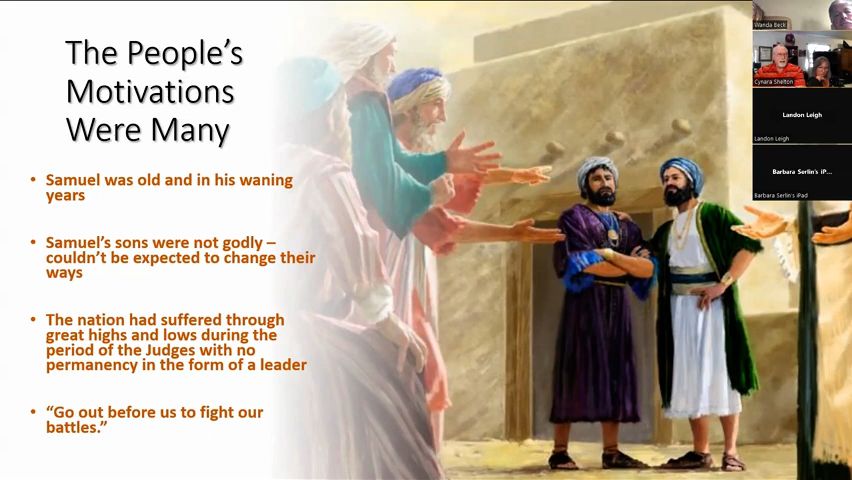 The People’s
Motivations
Were Many
• Samuel was old and in his waning
years
• Samuel’s sons were not godly –
couldn’t be expected to change their
ways
• The nation had suffered through
great highs and lows during the
period of the Judges with no
permanency in the form of a leader
• “Go out before us to fight our
battles.”
Wanda Beck
Cynara Shelton
Landon Leigh
Landon Leigh
Barbara Serlin's iP...
Barbara Serlin's iPad